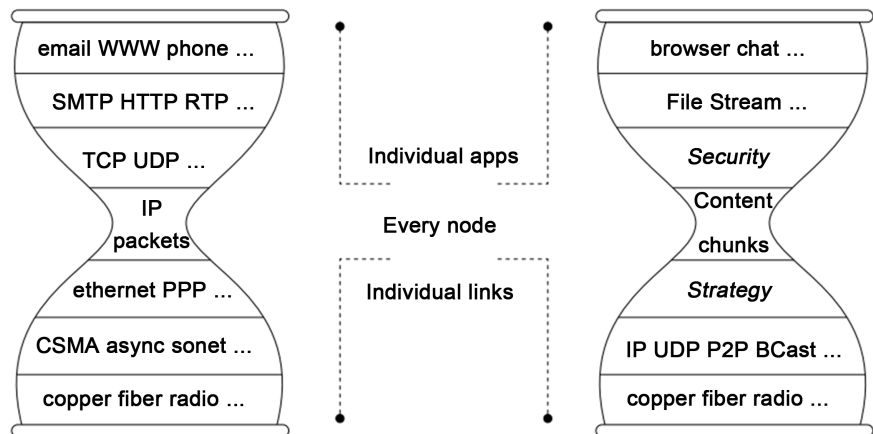 email WWW phone ...
SMTP HTTP RTP ...
TCP UDP ...
IP
packets
ethernet PPP ...
CSMA async sonet ...
copper fiber radio ...
Individual apps
Every node
Individual links
browser chat ...
File Stream ...
Security
Content
chunks
Strategy
IP UDP P2P BCast ...
copper fiber radio ...